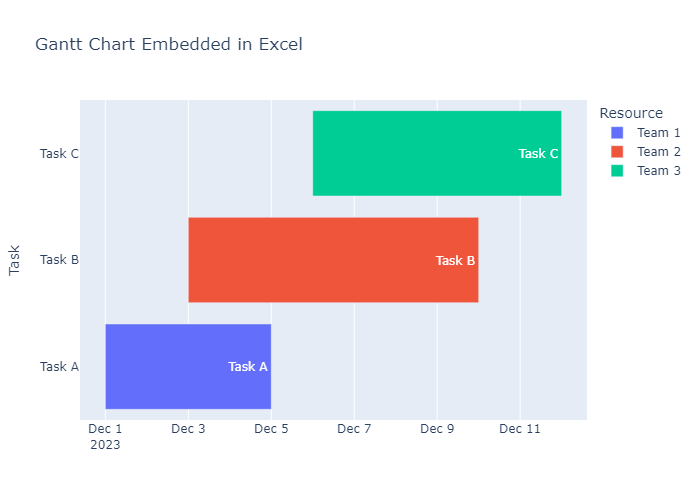 Gantt Chart Embedded in Excel
Resource
Team 1
Team 2
Team 3
Task
Task C
Task C
Task B
Task B
Task A
Task A
Dec 1
2023
Dec 3
Dec 5
Dec 7
Dec 9
Dec 11